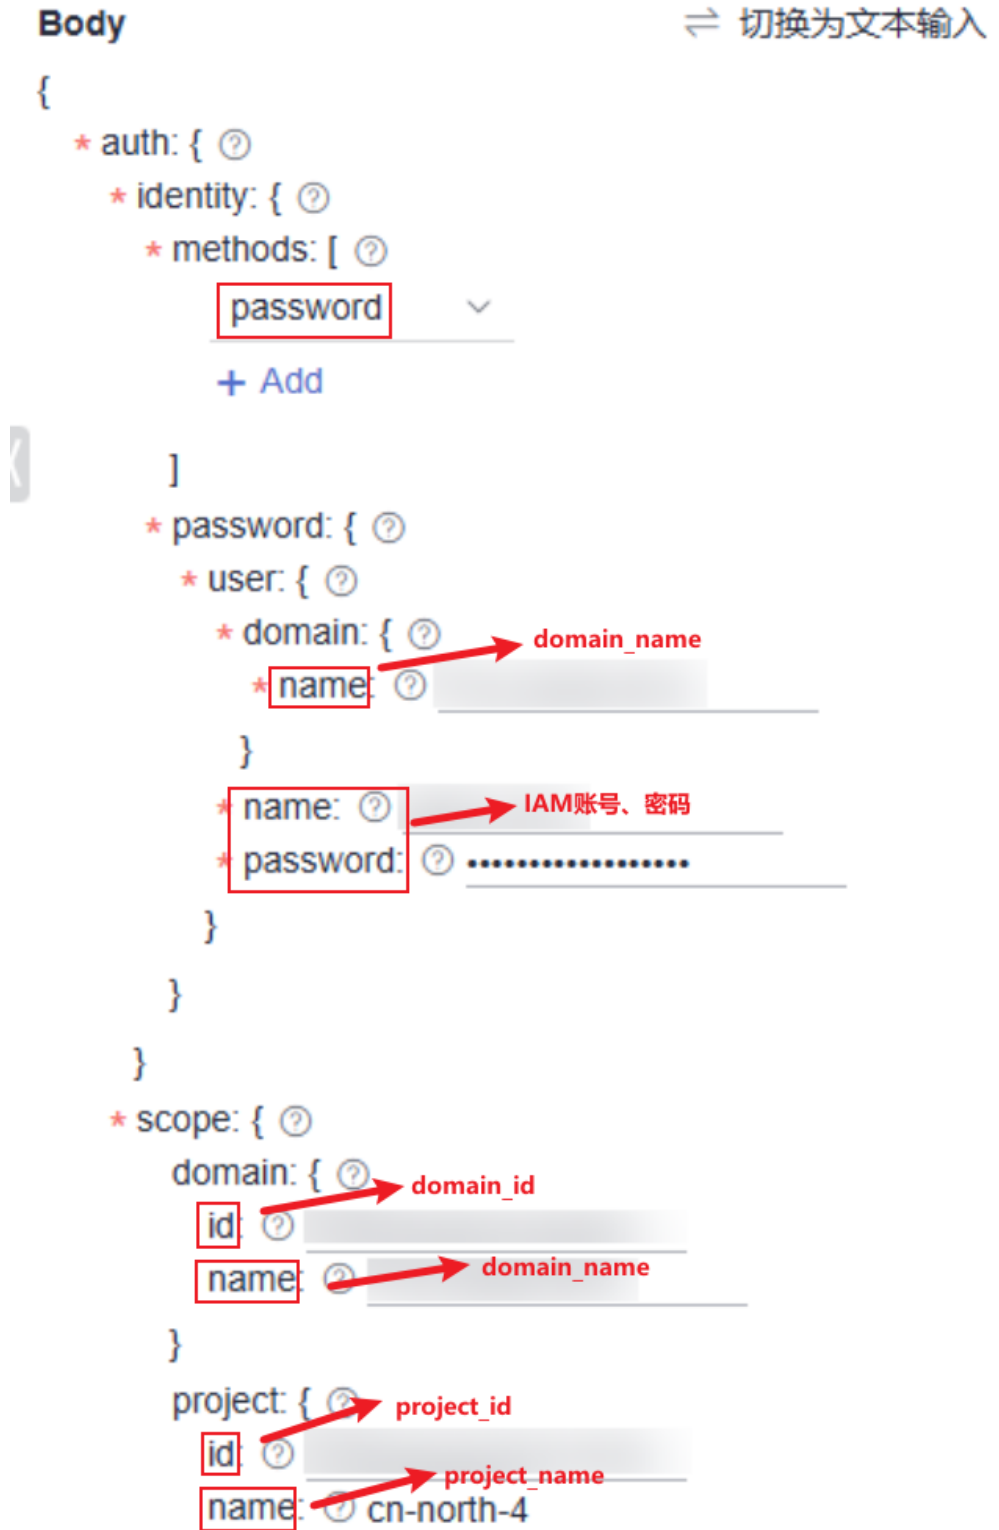 Body ⇌ 切换为文本输入
{
* auth: { ?
* identity: { ?
* methods: [ ?
password
+ Add
]
* password: { ?
* user: { ?
* domain: { ?
domain_name
* name: ?
}
* name: ? IAM账号、密码
* password: ? ••••••••••••••••••
}
}
}
* scope: { ?
domain: { ?
domain_id
id: ?
name: ? domain_name
}
project: { ?
project_id
id: ?
project_name
name: ? cn-north-4